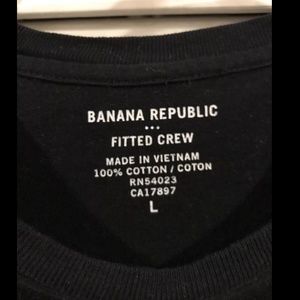 BANANA REPUBLIC
•••
FITTED CREW
MADE IN VIETNAM
100% COTTON / COTON
RN54023
CA17897
L